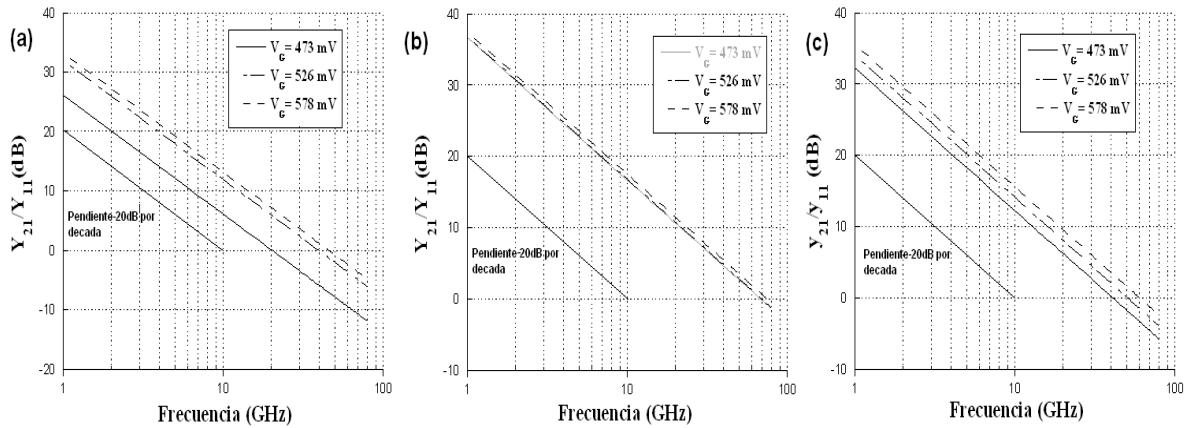 (a)
40
30
20
10
0
-10
-20
Y21/Y11(dB)
VG= 473 mV
VG= 526 mV
VG= 578 mV
Pendiente-20dB por
decada
1
10
100
Frecuencia (GHz)
(b)
40
30
20
10
0
-10
Y21/Y11(dB)
VG= 473 mV
VG= 526 mV
VG= 578 mV
Pendiente-20dB por
decada
1
10
100
Frecuencia (GHz)
(c)
40
30
20
10
0
-10
y21/y11 (dB)
VG= 473 mV
VG= 526 mV
VG= 578 mV
Pendiente-20dB por
decada
1
10
100
Frecuencia (GHz)